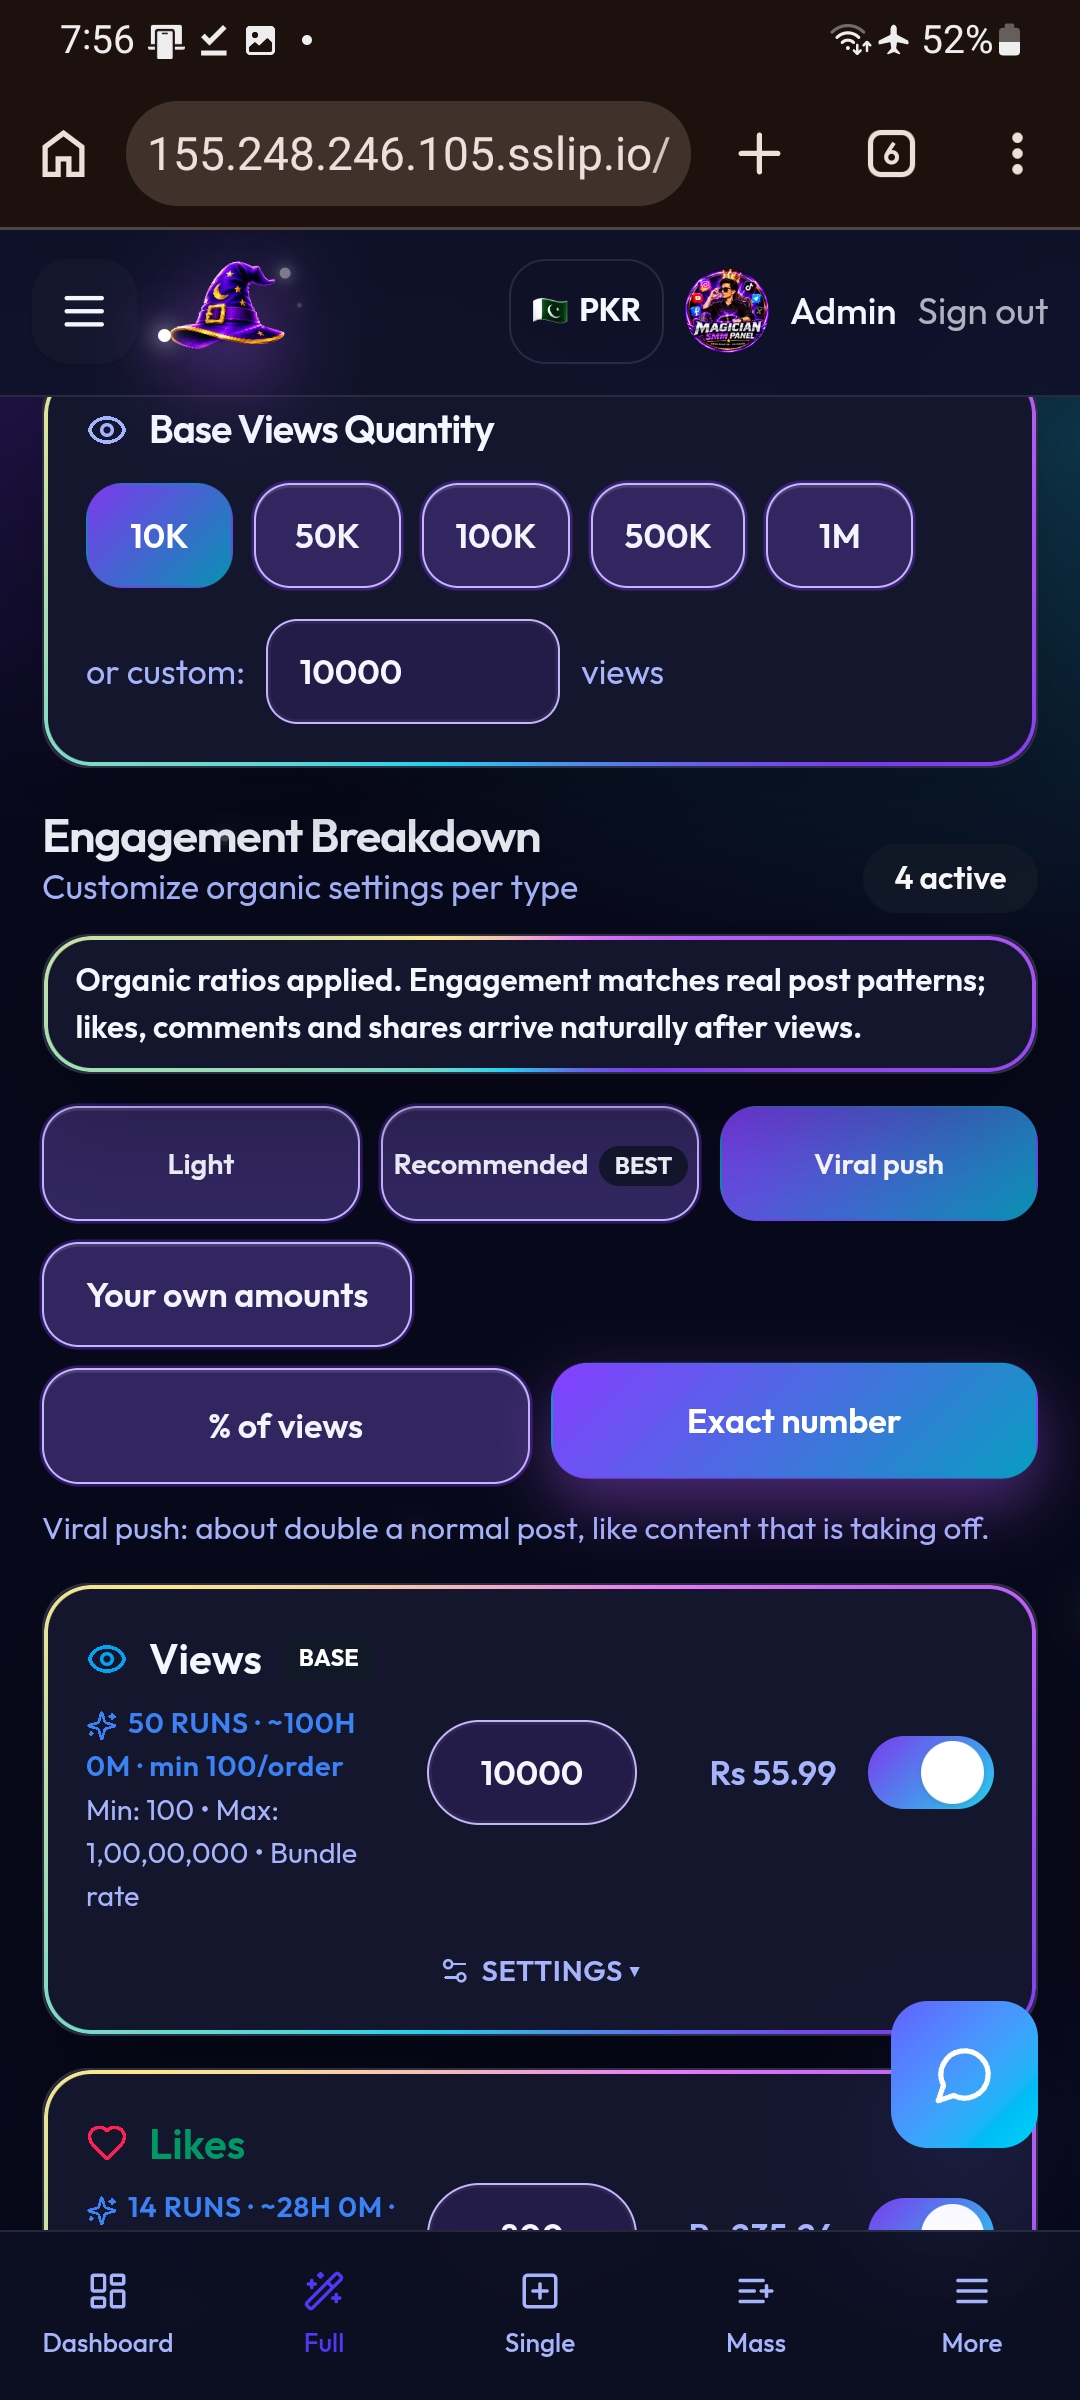 7:56
52%
155.248.246.105.sslip.io/
6
PKR
MAGICIAN
SMM PANEL
Admin
Sign out
Base Views Quantity
10K
50K
100K
500K
1M
or custom:
10000
views
Engagement Breakdown
Customize organic settings per type
4 active
Organic ratios applied. Engagement matches real post patterns;
likes, comments and shares arrive naturally after views.
Light
Recommended BEST
Viral push
Your own amounts
% of views
Exact number
Viral push: about double a normal post, like content that is taking off.
Views BASE
50 RUNS · ~100H
0M · min 100/order
Min: 100 • Max:
1,00,00,000 • Bundle
rate
10000
Rs 55.99
SETTINGS ▾
Likes
14 RUNS · ~28H 0M ·
Dashboard
Full
Single
Mass
More